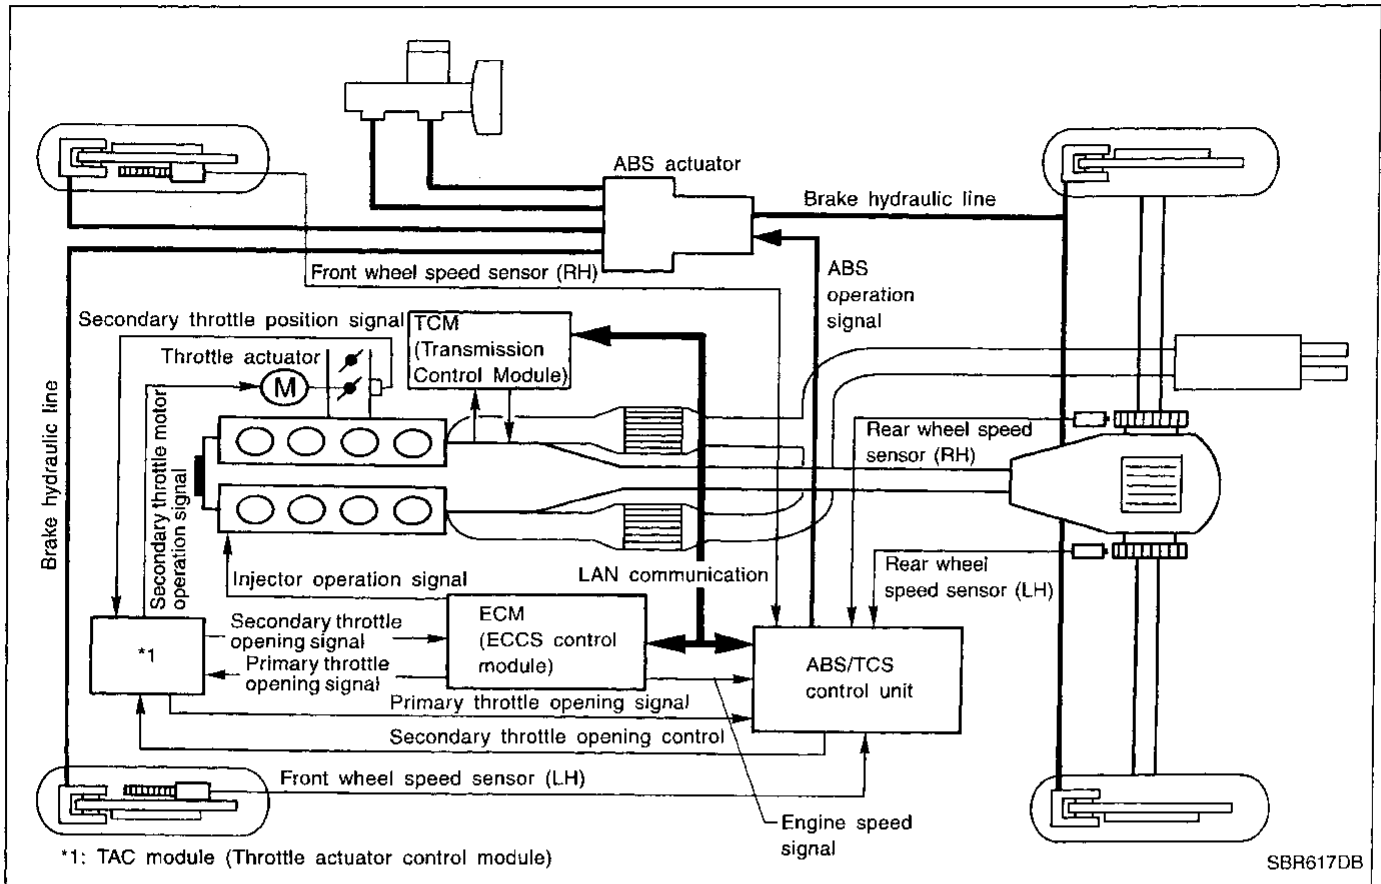 ABS actuator
Brake hydraulic line
Front wheel speed sensor (RH)
ABS
operation
signal
Secondary throttle position signal
TCM
(Transmission
Control Module)
Throttle actuator
M
Brake hydraulic line
Secondary throttle motor
operation signal
Rear wheel speed
sensor (RH)
Injector operation signal
LAN communication
Rear wheel
speed sensor (LH)
Secondary throttle
opening signal
ECM
(ECCS control
module)
*1
Primary throttle
opening signal
ABS/TCS
control unit
Primary throttle opening signal
Secondary throttle opening control
Front wheel speed sensor (LH)
Engine speed
signal
*1: TAC module (Throttle actuator control module)
SBR617DB